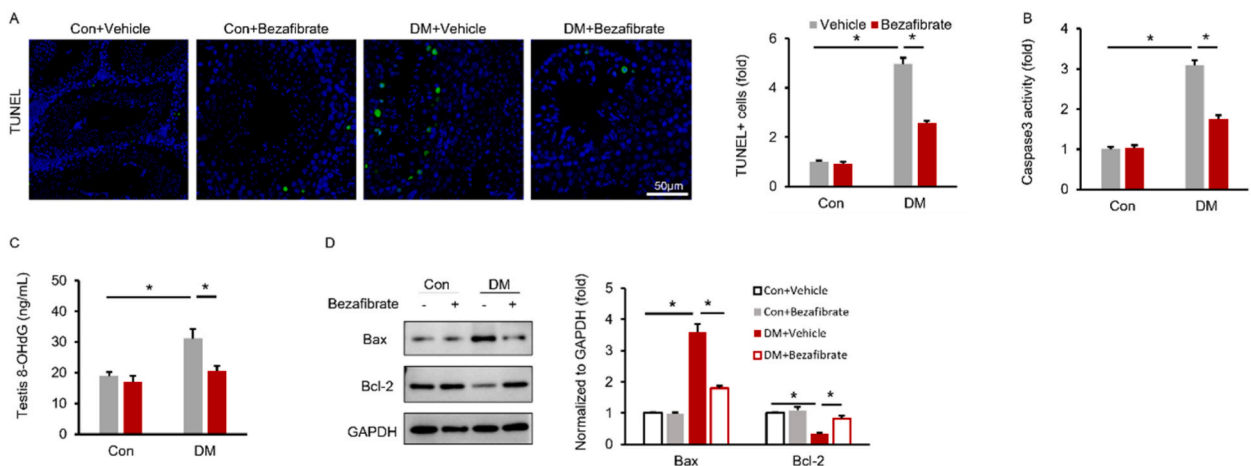 A
Con+Vehicle
Con+Bezafibrate
DM+Vehicle
DM+Bezafibrate
TUNEL
50μm
Vehicle
Bezafibrate
TUNEL+ cells (fold)
6
4
2
0
*
*
Con
DM
B
Caspase3 activity (fold)
4
3
2
1
0
*
*
Con
DM
C
Testis 8-OHdG (ng/mL)
50
40
30
20
10
0
*
*
Con
DM
D
Con
DM
Bezafibrate - + - +
Bax
Bcl-2
GAPDH
Normalized to GAPDH (fold)
5
4
3
2
1
0
*
*
*
*
Con+Vehicle
Con+Bezafibrate
DM+Vehicle
DM+Bezafibrate
Bax
Bcl-2